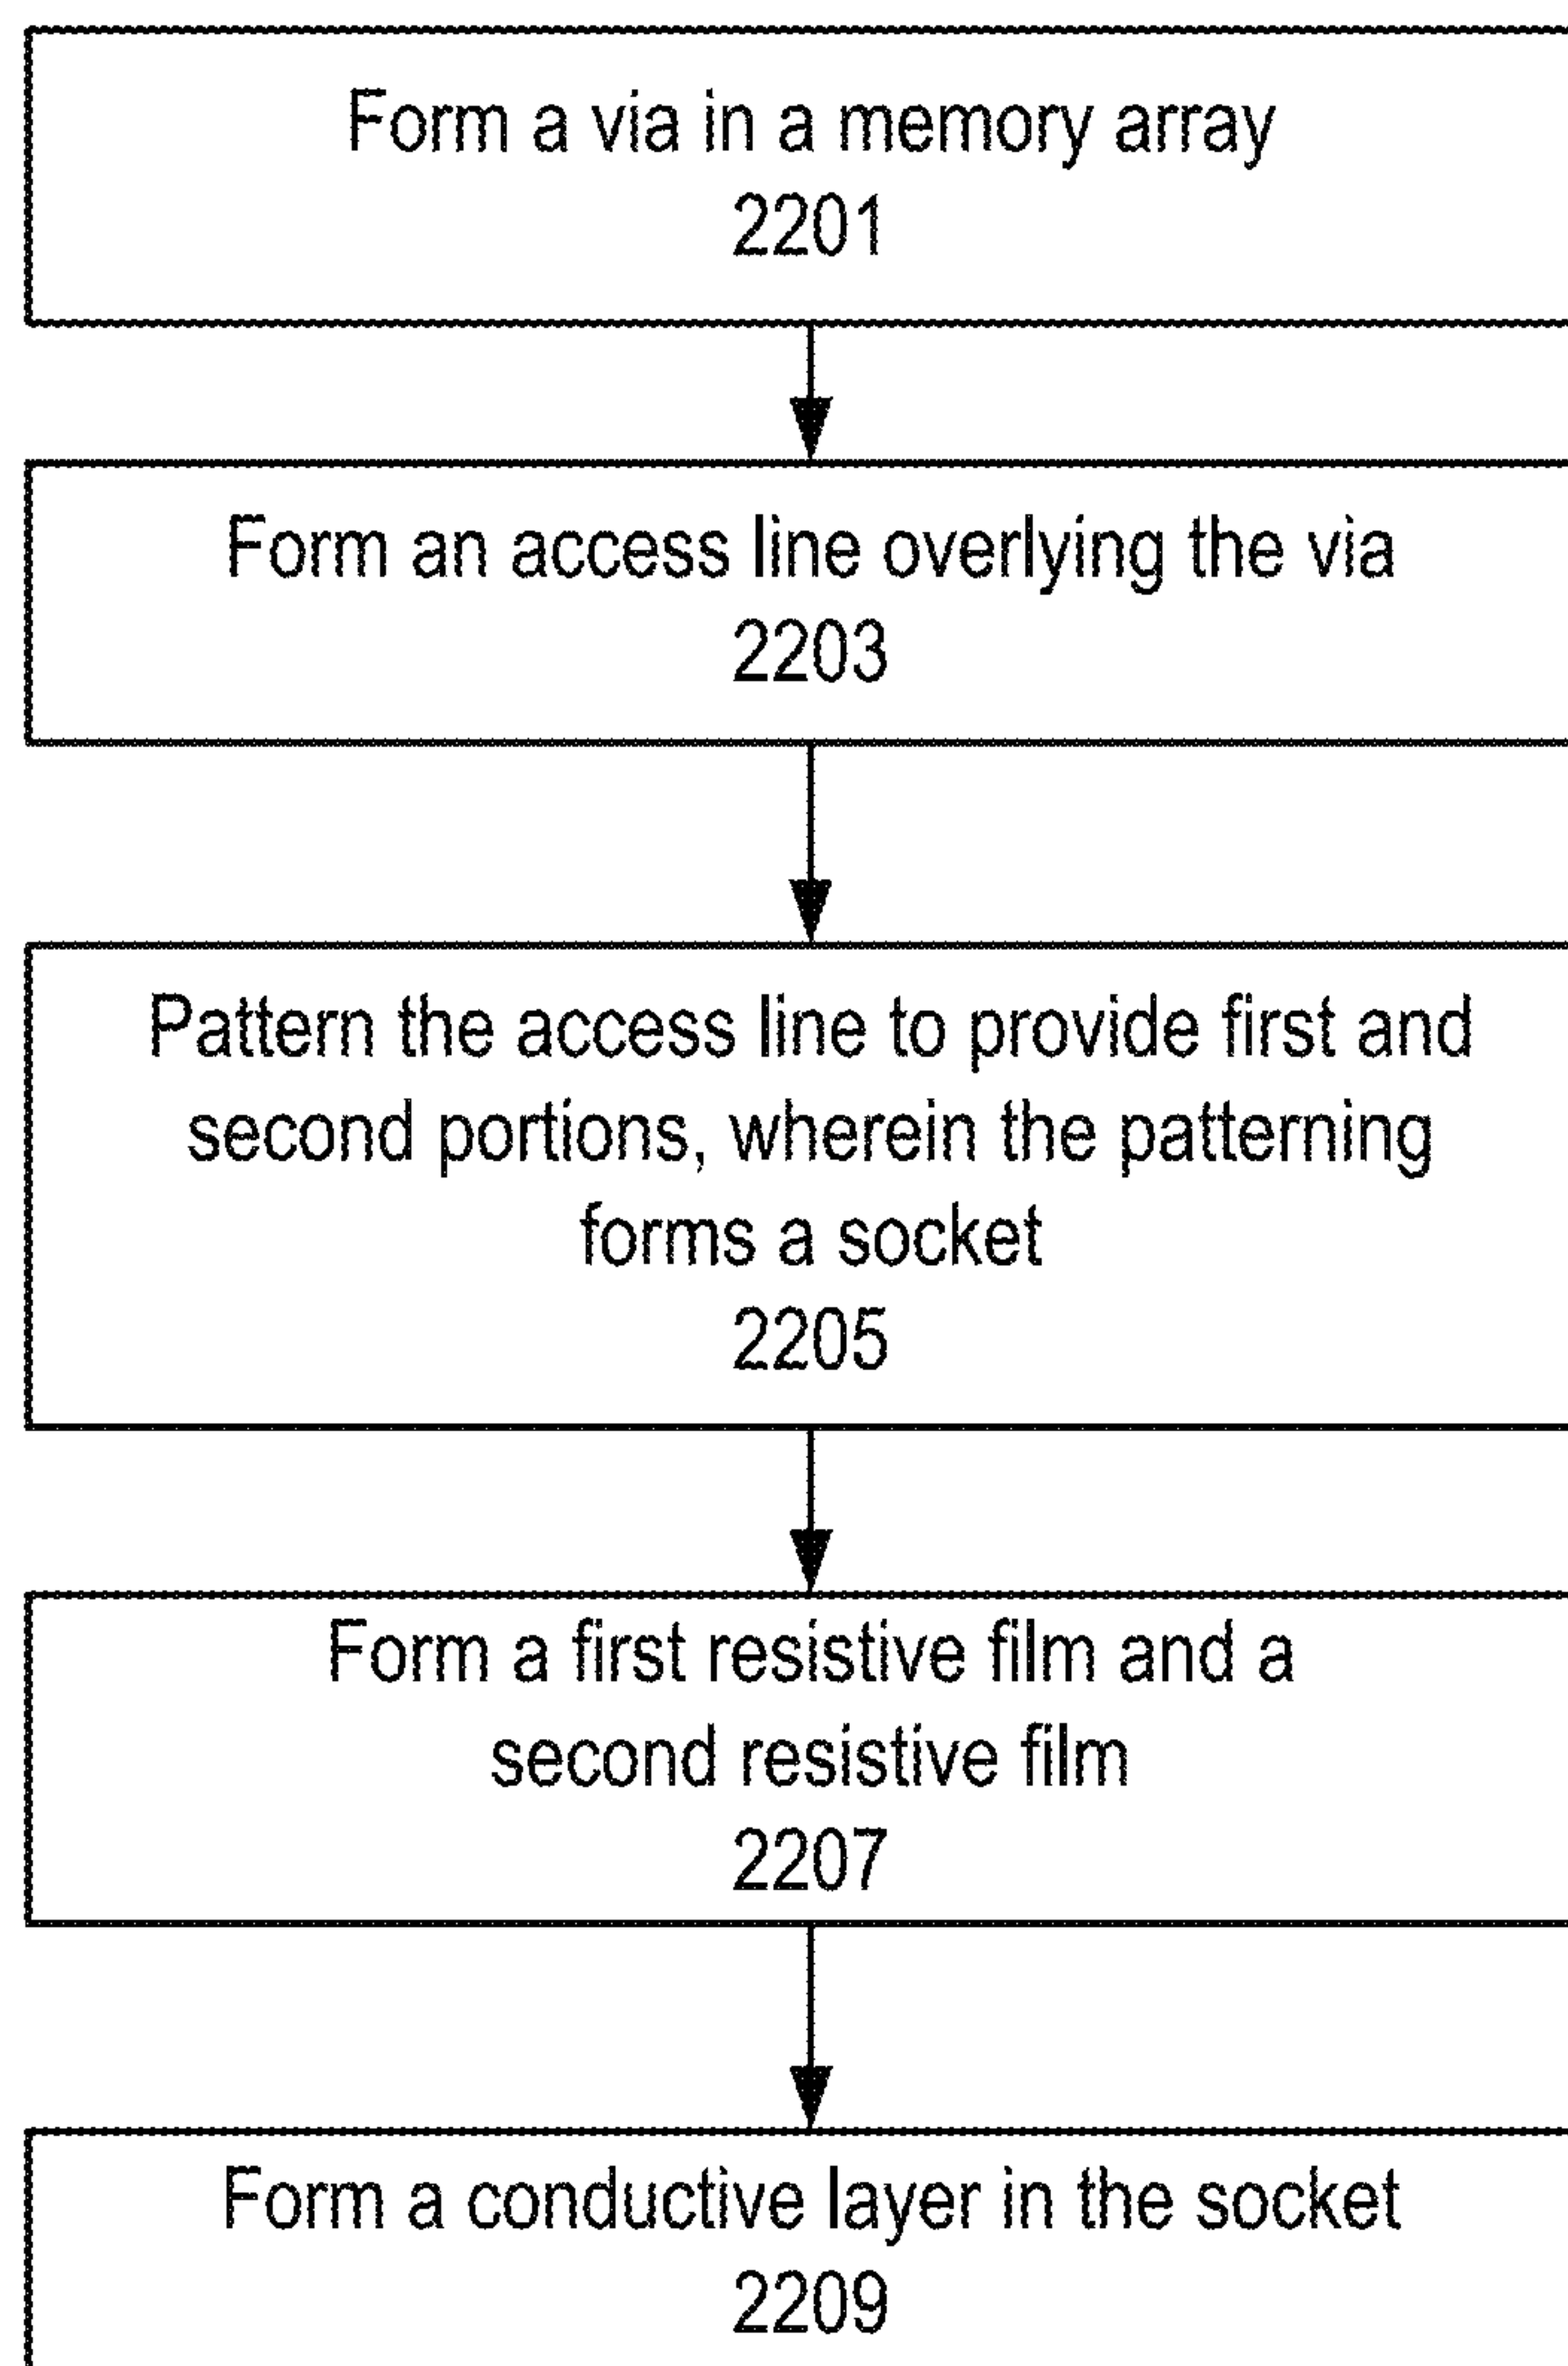 Form a via in a memory array
2201
Form an access line overlying the via
2203
Pattern the access line to provide first and
second portions, wherein the patterning
forms a socket
2205
Form a first resistive film and a
second resistive film
2207
Form a conductive layer in the socket
2209